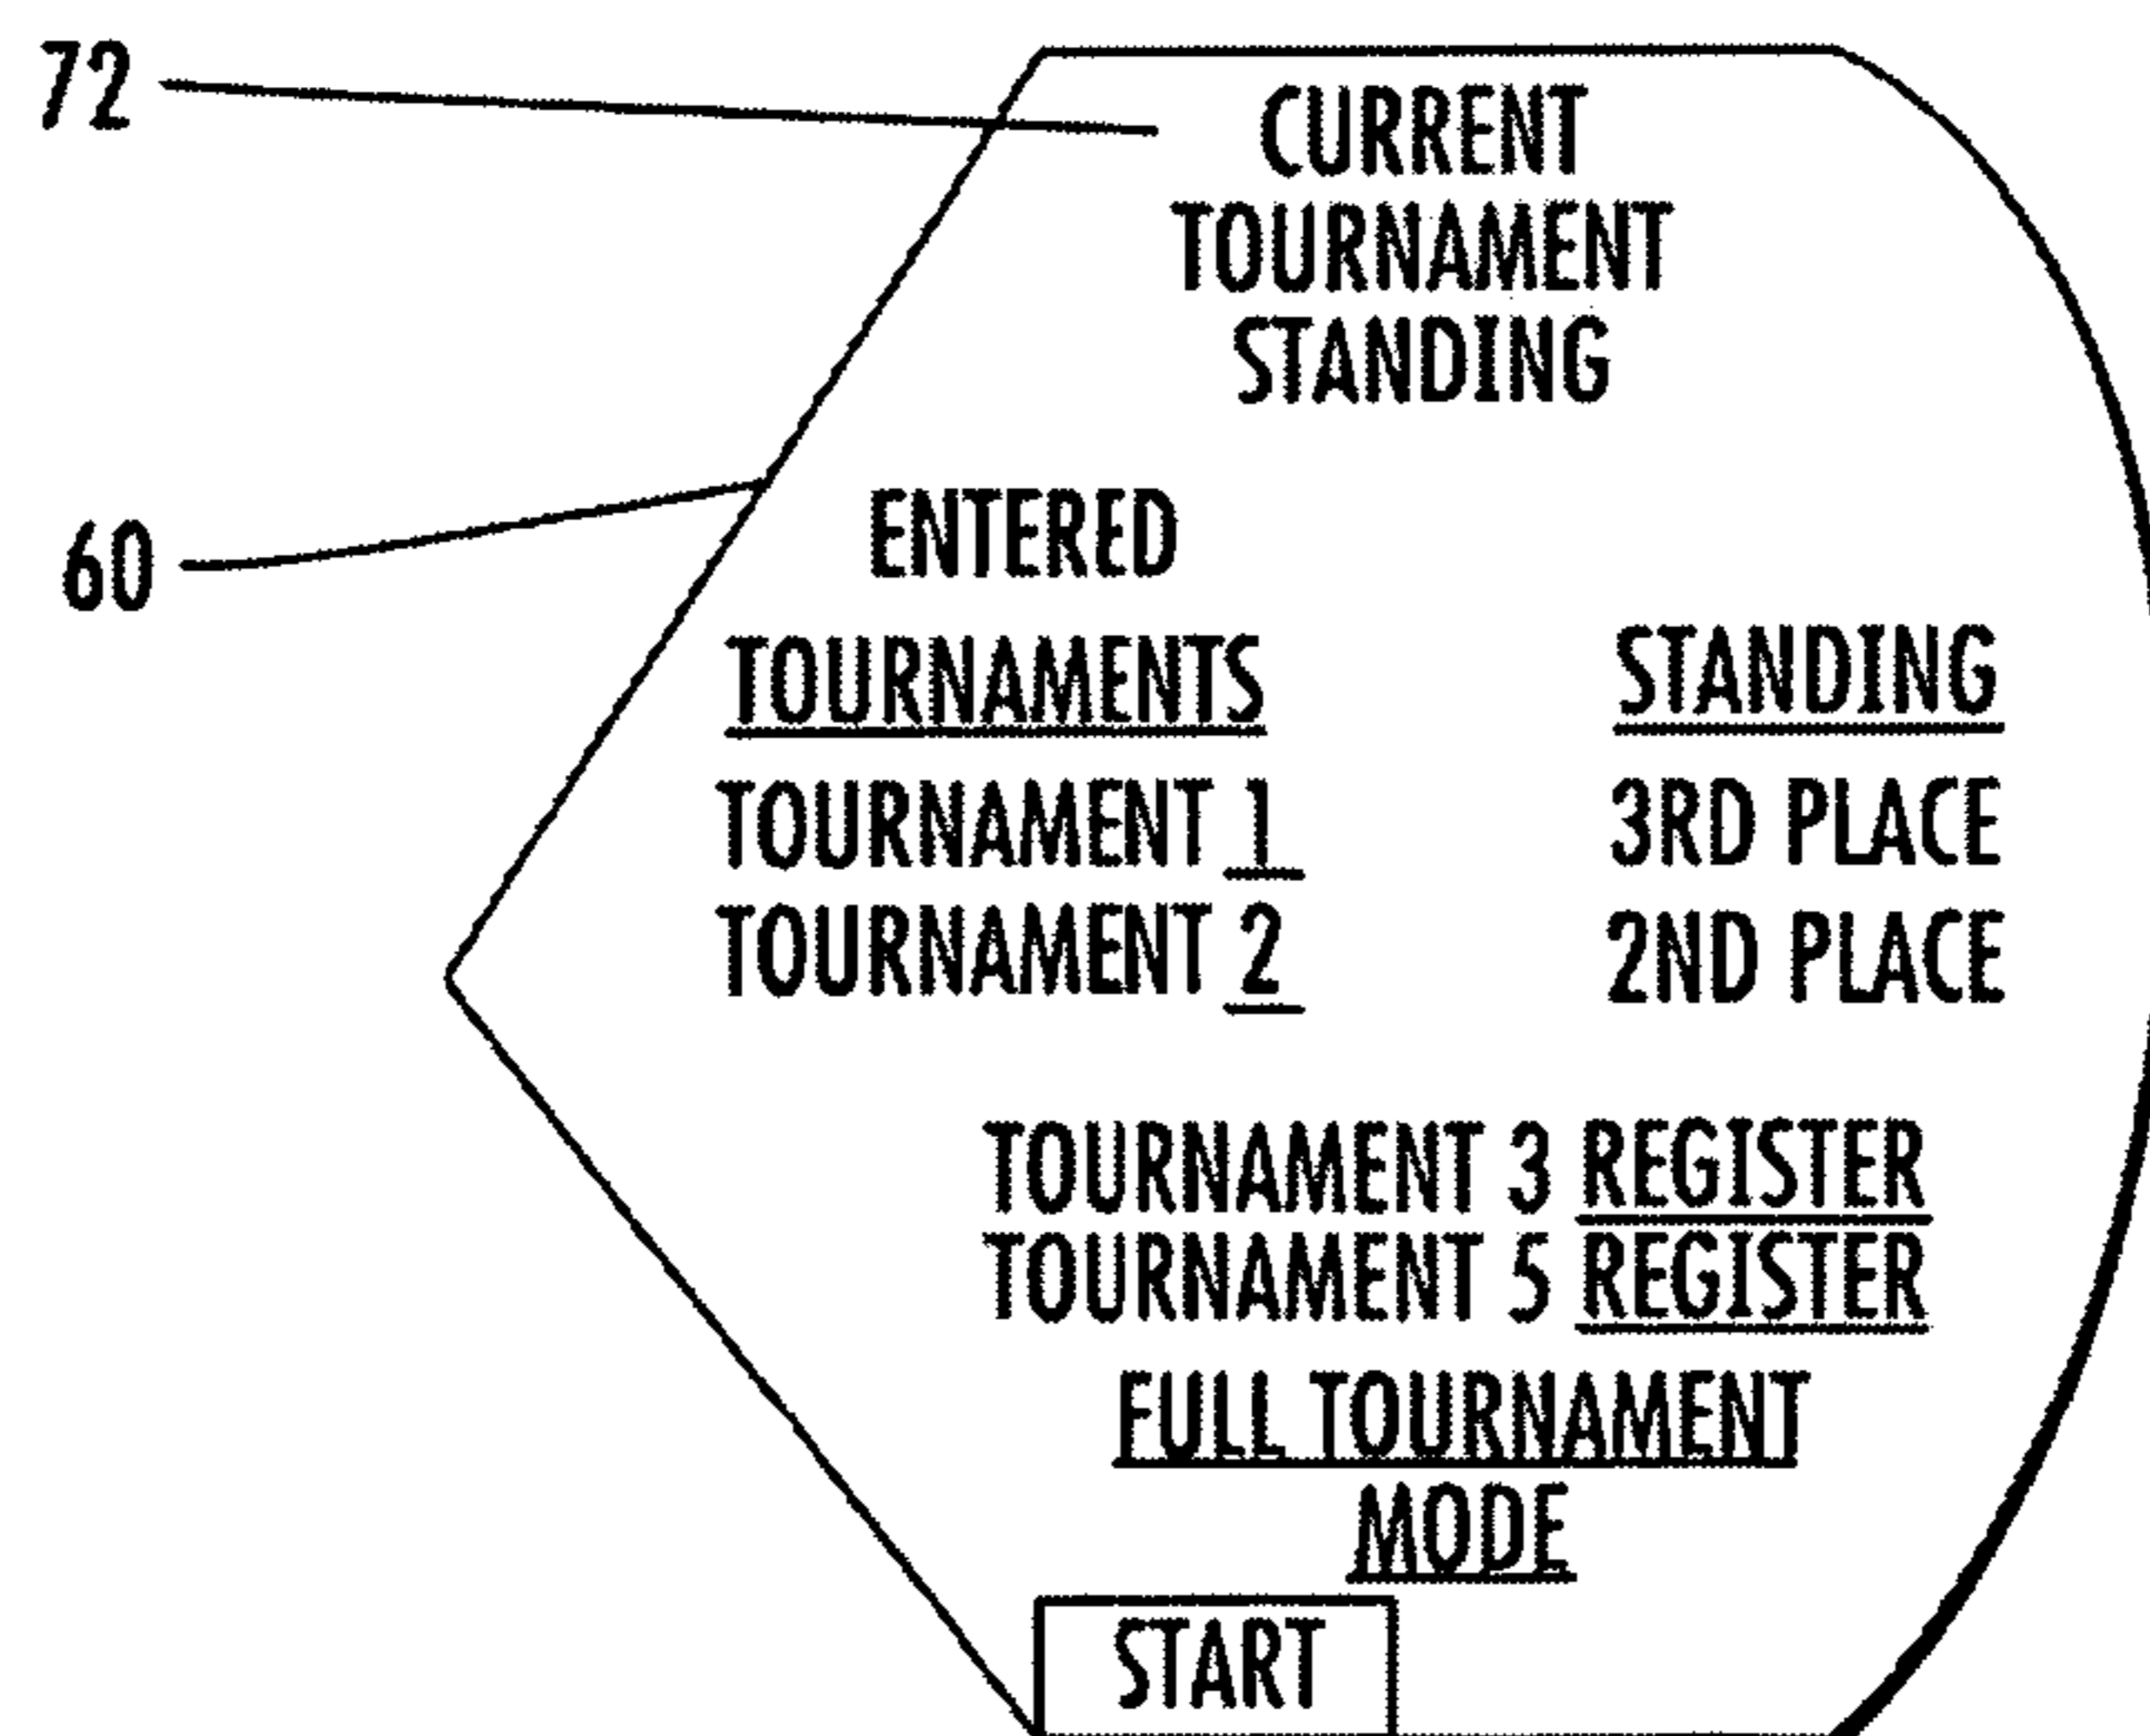 72
CURRENT
TOURNAMENT
STANDING
60
ENTERED
TOURNAMENTS STANDING
TOURNAMENT 1 3RD PLACE
TOURNAMENT 2 2ND PLACE
TOURNAMENT 3 REGISTER
TOURNAMENT 5 REGISTER
FULL TOURNAMENT
MODE
START